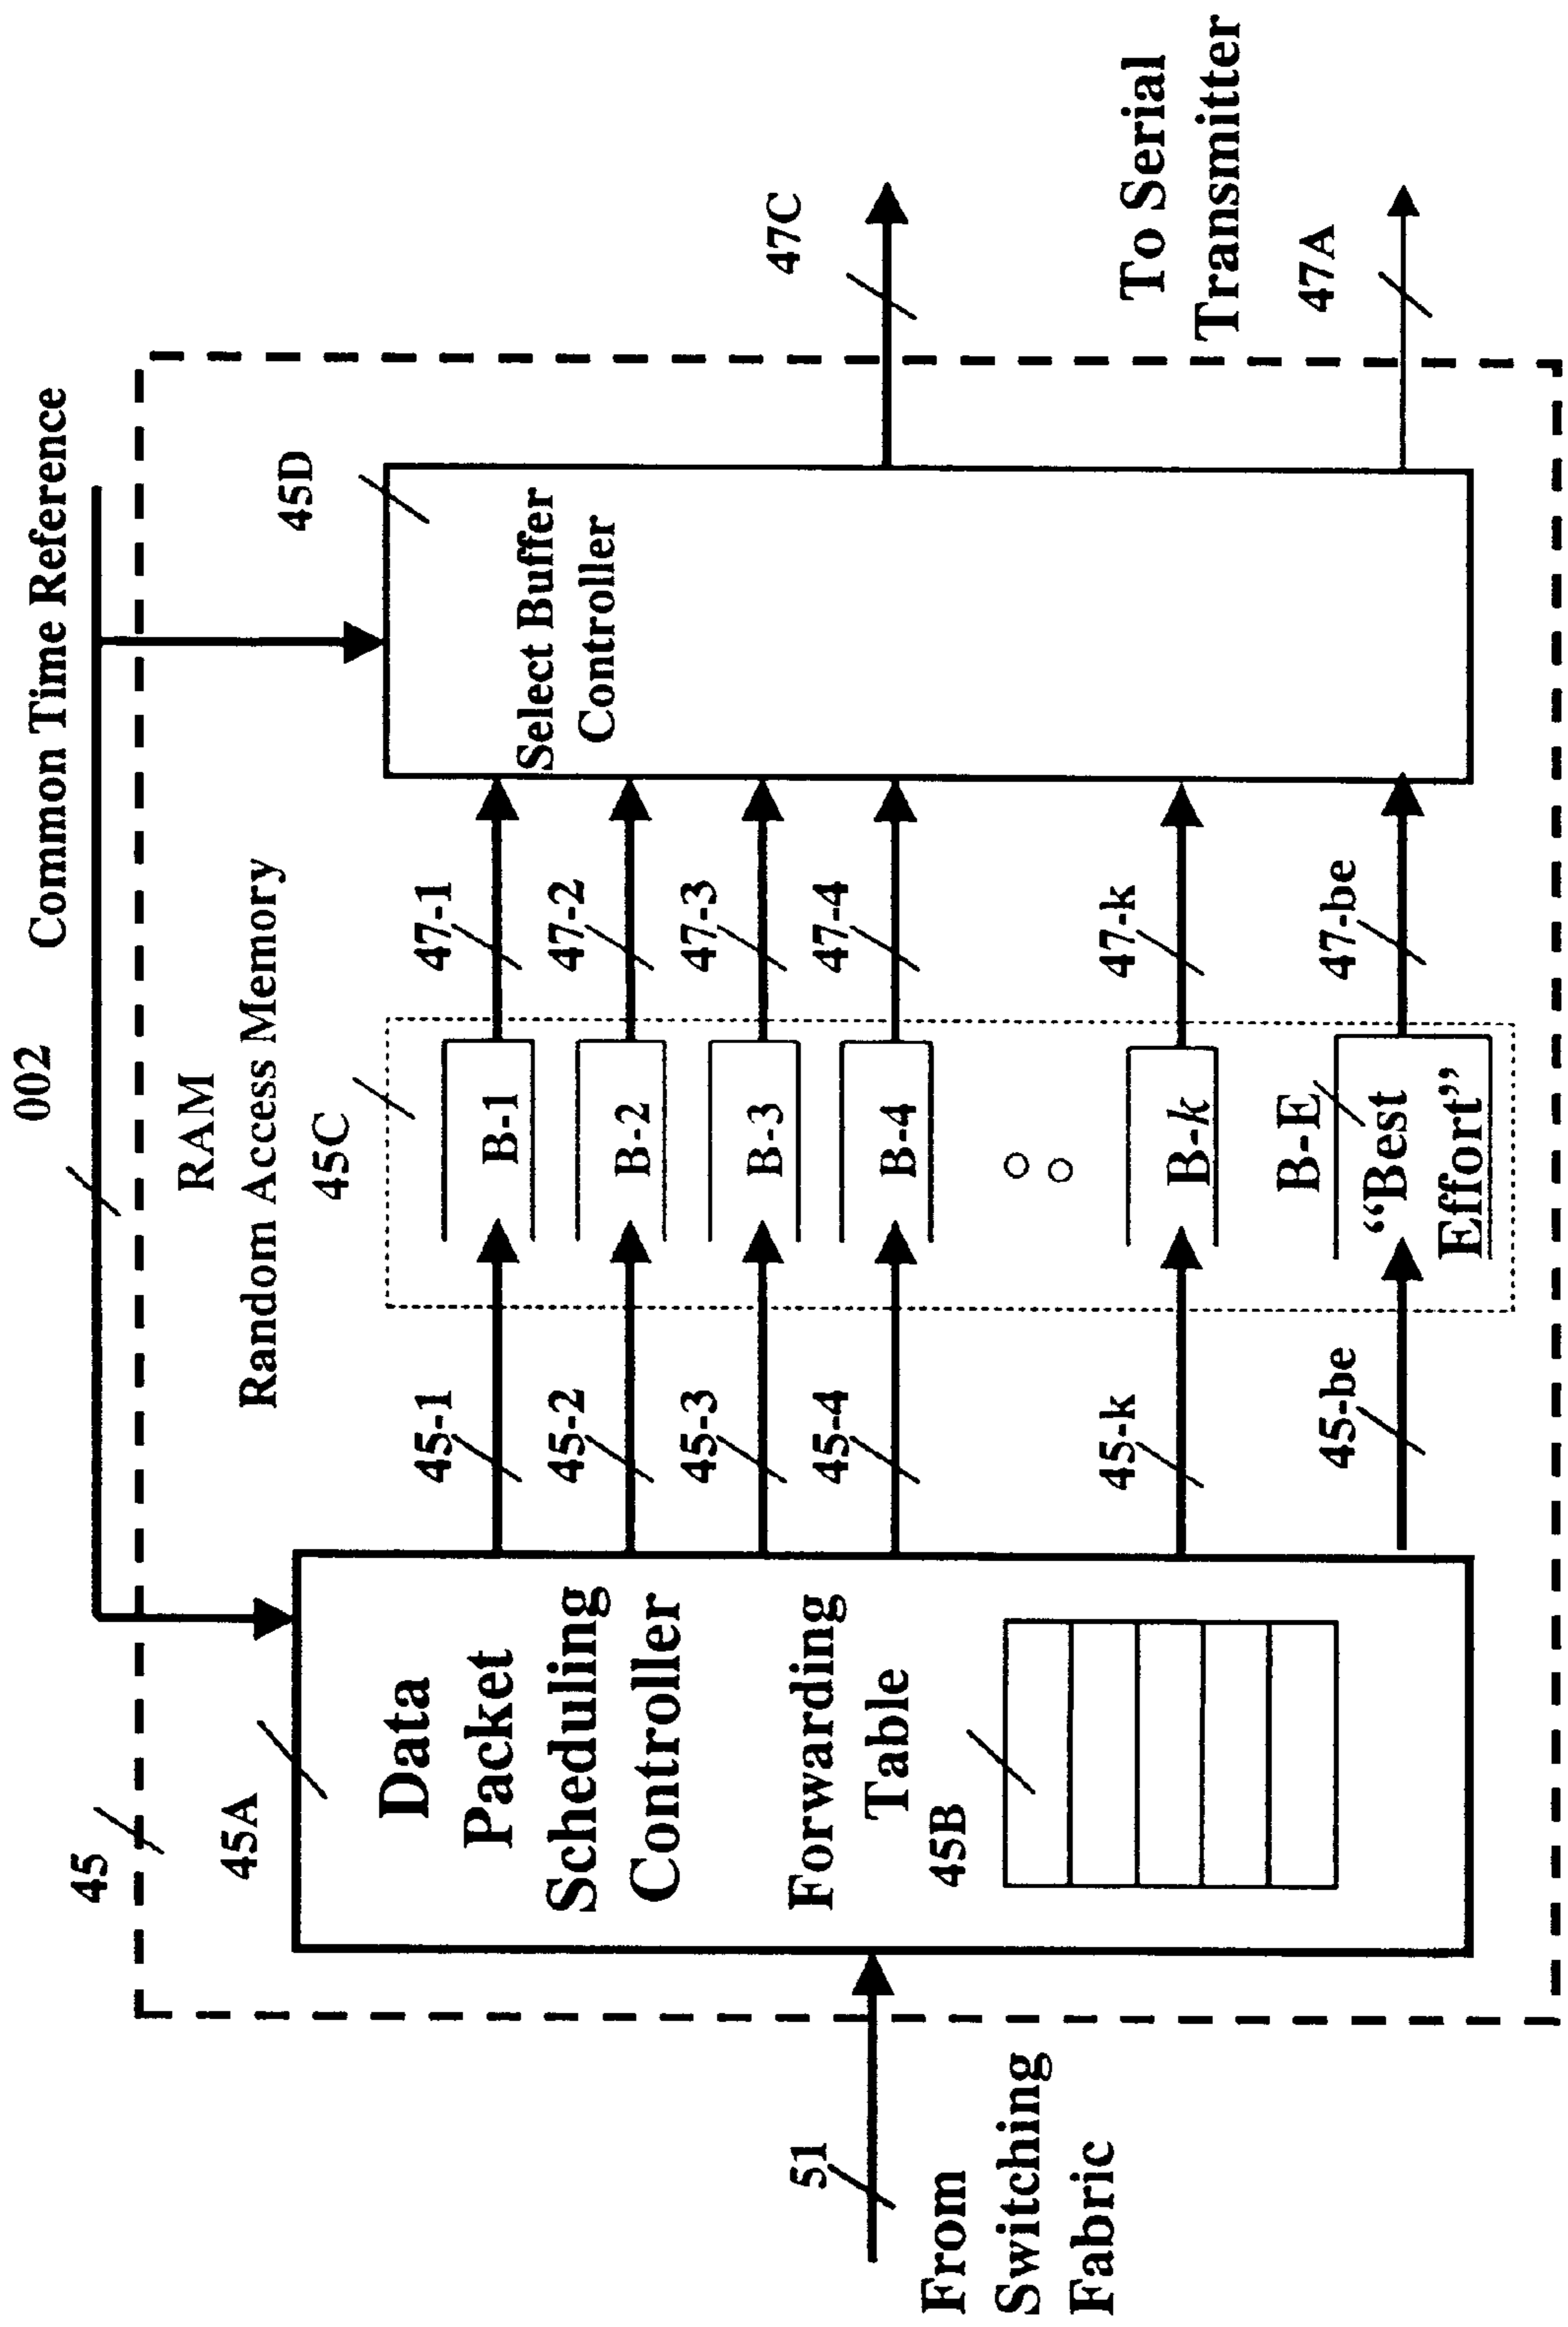 002
Common Time Reference
45
RAM
Random Access Memory
45A
45C
45D
Data
Packet
Scheduling
Controller
Forwarding
Table
45B
45-1
45-2
45-3
45-4
45-k
45-be
B-1
B-2
B-3
B-4
B-k
B-E
“Best
Effort”
47-1
47-2
47-3
47-4
47-k
47-be
Select Buffer
Controller
47C
To Serial
Transmitter
47A
51
From
Switching
Fabric